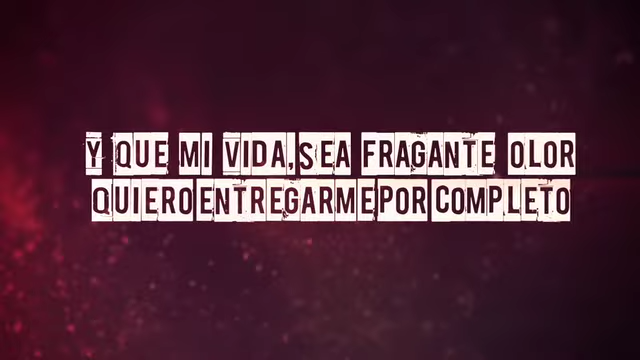 Y QUE MI VIDA,SEA FRAGANTE OLOR
QUIERO ENTREGARME POR COMPLETO